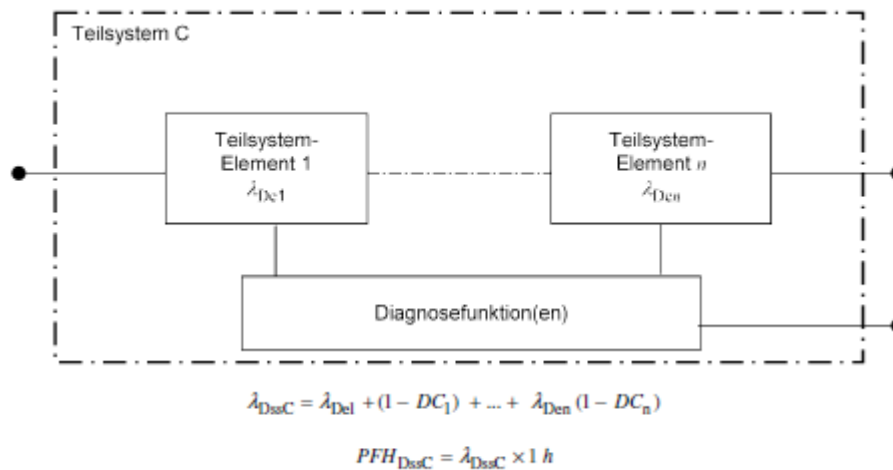 Teilsystem C
Teilsystem-
Element 1
λDe1
Teilsystem-
Element n
λDen
Diagnosefunktion(en)
λDssC = λDe1 +(1 − DC1) + ... + λDen (1 − DCn)
PFHDssC = λDssC × 1 h